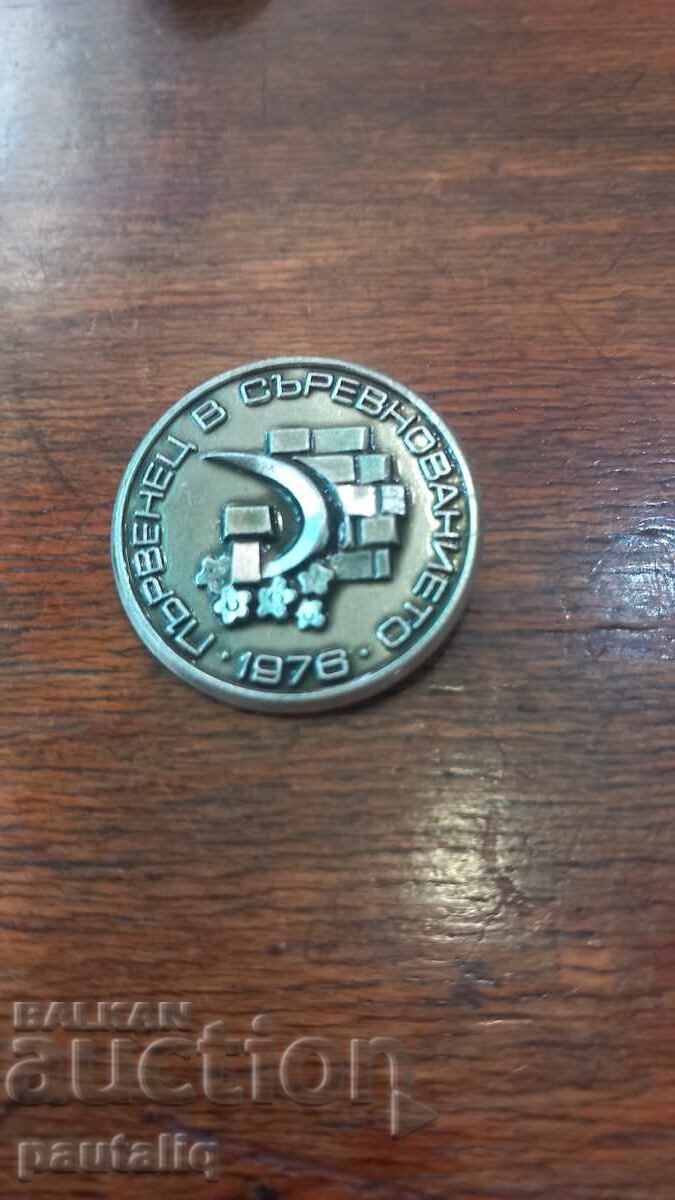 ПЪРВЕНЕЦ В СЪРЕВНОВАНИЕТО
· 1976 ·
BALKAN
auction
pautaliq